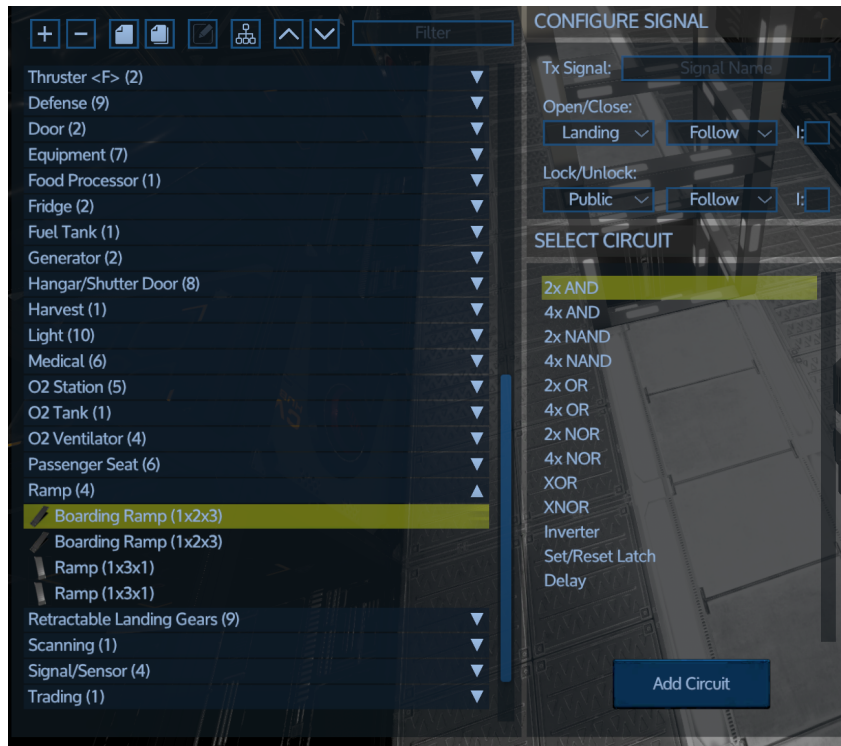 Filter
Thruster <F> (2)
Defense (9)
Door (2)
Equipment (7)
Food Processor (1)
Fridge (2)
Fuel Tank (1)
Generator (2)
Hangar/Shutter Door (8)
Harvest (1)
Light (10)
Medical (6)
O2 Station (5)
O2 Tank (1)
O2 Ventilator (4)
Passenger Seat (6)
Ramp (4)
Boarding Ramp (1x2x3)
Boarding Ramp (1x2x3)
Ramp (1x3x1)
Ramp (1x3x1)
Retractable Landing Gears (9)
Scanning (1)
Signal/Sensor (4)
Trading (1)
CONFIGURE SIGNAL
Tx Signal: Signal Name
Open/Close:
Landing Follow I:
Lock/Unlock:
Public Follow I:
SELECT CIRCUIT
2x AND
4x AND
2x NAND
4x NAND
2x OR
4x OR
2x NOR
4x NOR
XOR
XNOR
Inverter
Set/Reset Latch
Delay
Add Circuit